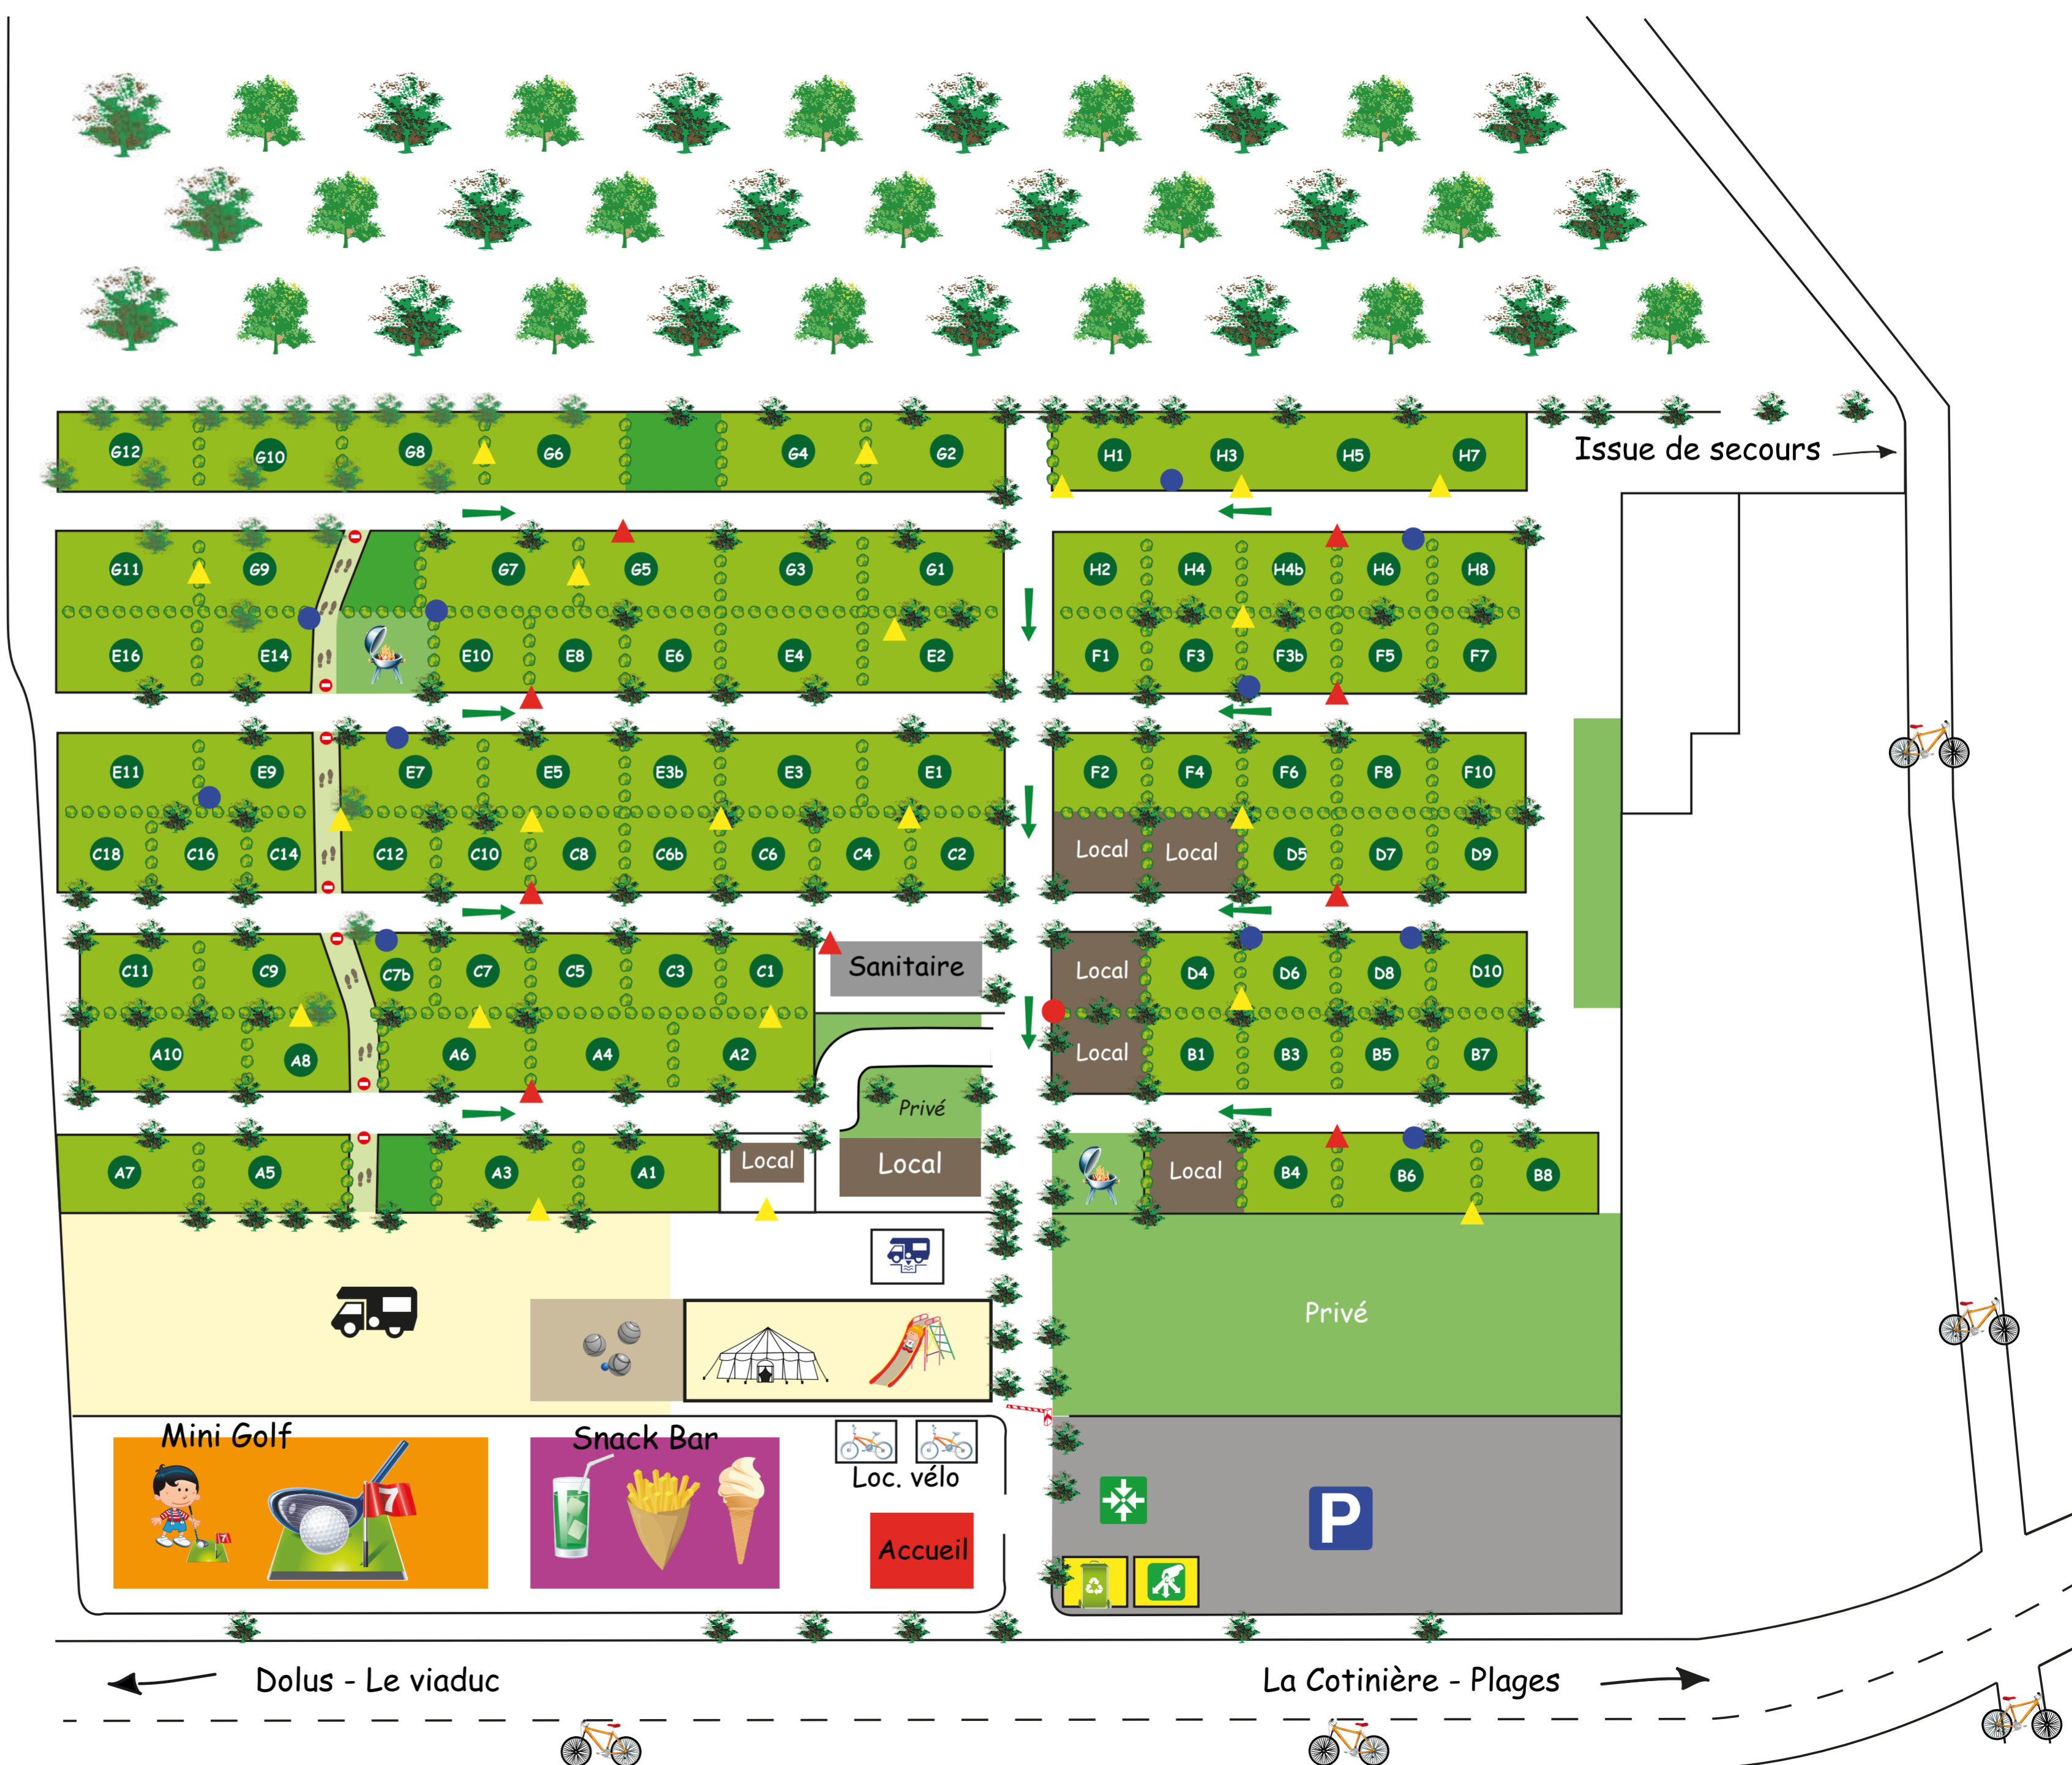 G12 G10 G8 G6 G4 G2 H1 H3 H5 H7
Issue de secours
G11 G9 G7 G5 G3 G1 H2 H4 H4b H6 H8
E16 E14 E10 E8 E6 E4 E2 F1 F3 F3b F5 F7
E11 E9 E7 E5 E3b E3 E1 F2 F4 F6 F8 F10
C18 C16 C14 C12 C10 C8 C6b C6 C4 C2 Local Local D5 D7 D9
C11 C9 C7b C7 C5 C3 C1 Sanitaire Local D4 D6 D8 D10
A10 A8 A6 A4 A2 Local B1 B3 B5 B7
Privé
A7 A5 A3 A1 Local Local Local B4 B6 B8
Privé
Mini Golf
Snack Bar
Loc. vélo
7
7
P
Accueil
Dolus - Le viaduc
La Cotinière - Plages